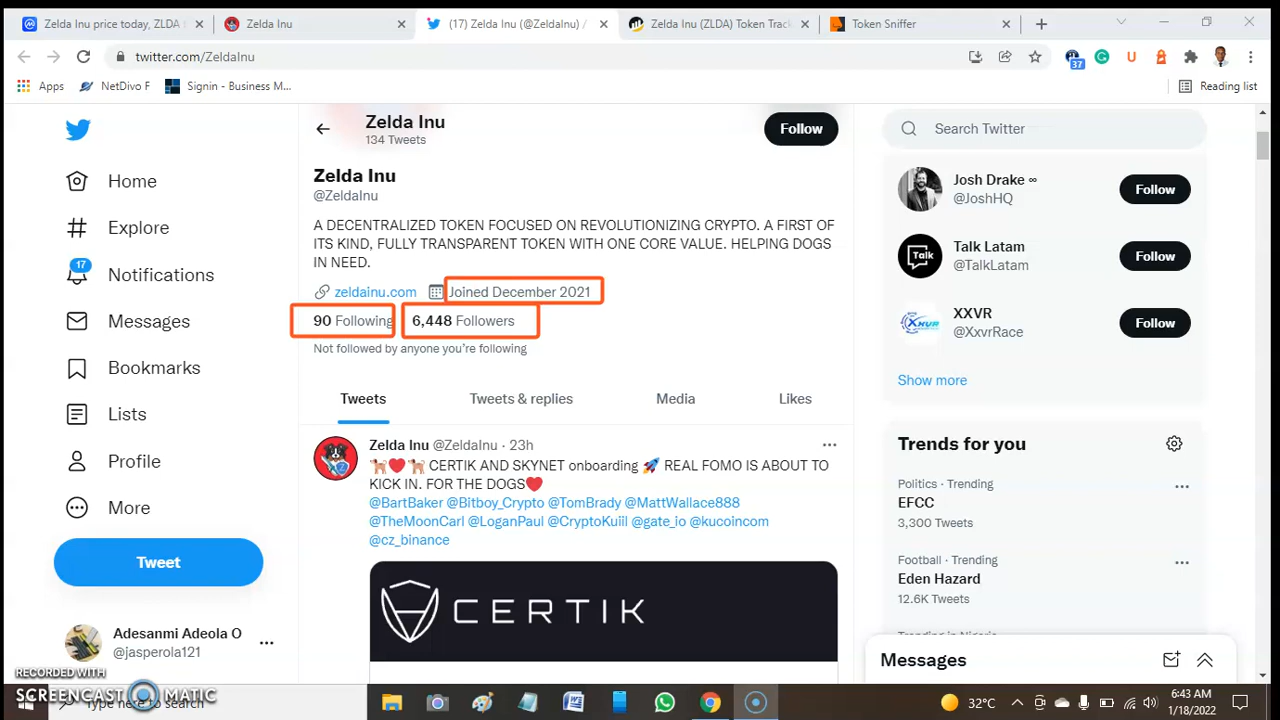 Zelda Inu price today, ZLDA
Zelda Inu
(17) Zelda Inu (@ZeldaInu) /
Zelda Inu (ZLDA) Token Track
Token Sniffer
twitter.com/ZeldaInu
37
Apps
NetDivo F
Signin - Business M...
Reading list
Zelda Inu
134 Tweets
Follow
Search Twitter
Zelda Inu
@ZeldaInu
A DECENTRALIZED TOKEN FOCUSED ON REVOLUTIONIZING CRYPTO. A FIRST OF
ITS KIND, FULLY TRANSPARENT TOKEN WITH ONE CORE VALUE. HELPING DOGS
IN NEED.
zeldainu.com Joined December 2021
90 Following 6,448 Followers
Not followed by anyone you're following
Tweets Tweets & replies Media Likes
Zelda Inu @ZeldaInu · 23h
🐕❤️🐕 CERTIK AND SKYNET onboarding 🚀 REAL FOMO IS ABOUT TO
KICK IN. FOR THE DOGS❤️
@BartBaker @Bitboy_Crypto @TomBrady @MattWallace888
@TheMoonCarl @LoganPaul @CryptoKuiil @gate_io @kucoincom
@cz_binance
CERTIK
Home
Explore
17
Notifications
Messages
Bookmarks
Lists
Profile
More
Tweet
Adesanmi Adeola O
@jasperola121
Josh Drake ∞
@JoshHQ
Follow
Talk
Talk Latam
@TalkLatam
Follow
XXVR
@XxvrRace
Follow
Show more
Trends for you
Politics · Trending
EFCC
3,300 Tweets
Football · Trending
Eden Hazard
12.6K Tweets
Messages
RECORDED WITH
SCREENCAST MATIC
Type here to search
32°C
6:43 AM
1/18/2022